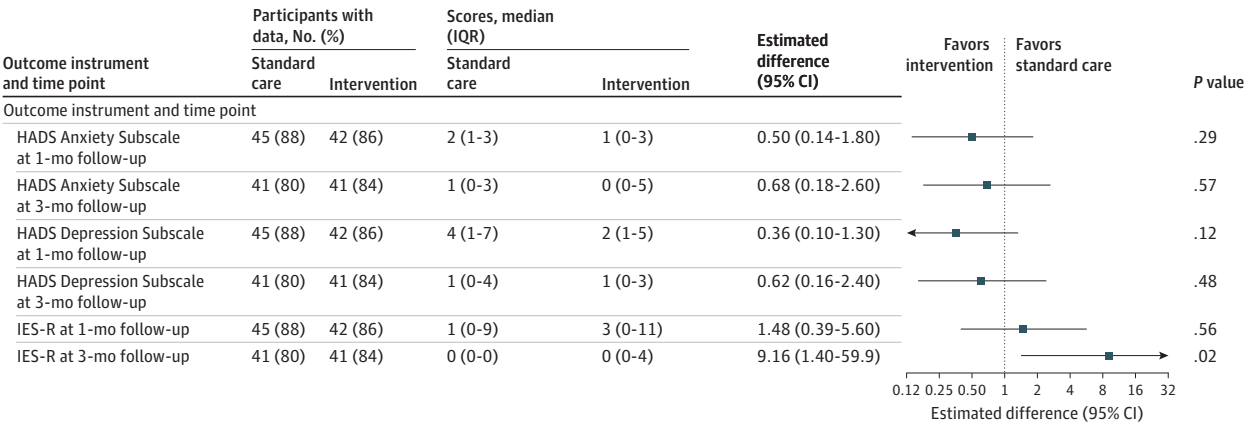 Outcome instrument
and time point
Participants with
data, No. (%)
Standard
care
Intervention
Scores, median
(IQR)
Standard
care
Intervention
Estimated
difference
(95% CI)
Favors
intervention
Favors
standard care
P value
Outcome instrument and time point
HADS Anxiety Subscale
at 1-mo follow-up
45 (88) 42 (86) 2 (1-3) 1 (0-3) 0.50 (0.14-1.80) .29
HADS Anxiety Subscale
at 3-mo follow-up
41 (80) 41 (84) 1 (0-3) 0 (0-5) 0.68 (0.18-2.60) .57
HADS Depression Subscale
at 1-mo follow-up
45 (88) 42 (86) 4 (1-7) 2 (1-5) 0.36 (0.10-1.30) .12
HADS Depression Subscale
at 3-mo follow-up
41 (80) 41 (84) 1 (0-4) 1 (0-3) 0.62 (0.16-2.40) .48
IES-R at 1-mo follow-up 45 (88) 42 (86) 1 (0-9) 3 (0-11) 1.48 (0.39-5.60) .56
IES-R at 3-mo follow-up 41 (80) 41 (84) 0 (0-0) 0 (0-4) 9.16 (1.40-59.9) .02
0.12 0.25 0.50 1 2 4 8 16 32
Estimated difference (95% CI)